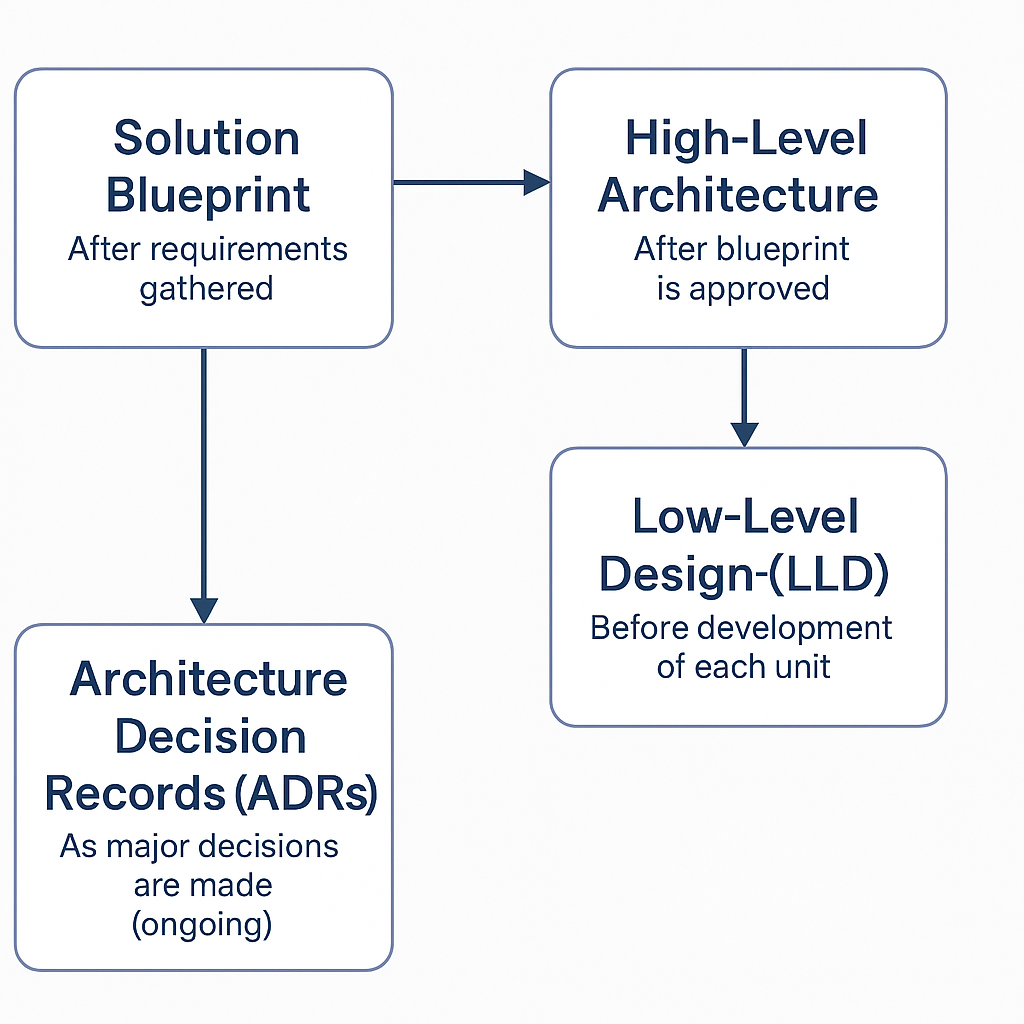 Solution
Blueprint
After requirements
gathered
High-Level
Architecture
After blueprint
is approved
Low-Level
Design-(LLD)
Before development
of each unit
Architecture
Decision
Records (ADRs)
As major decisions
are made
(ongoing)